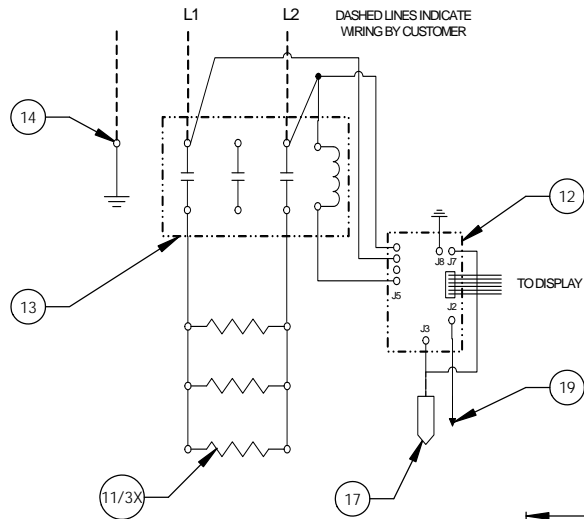 L1 L2 DASHED LINES INDICATE
WIRING BY CUSTOMER
14
12
J8 J7
13
J5
TO DISPLAY
J2
J3
19
11/3X
17